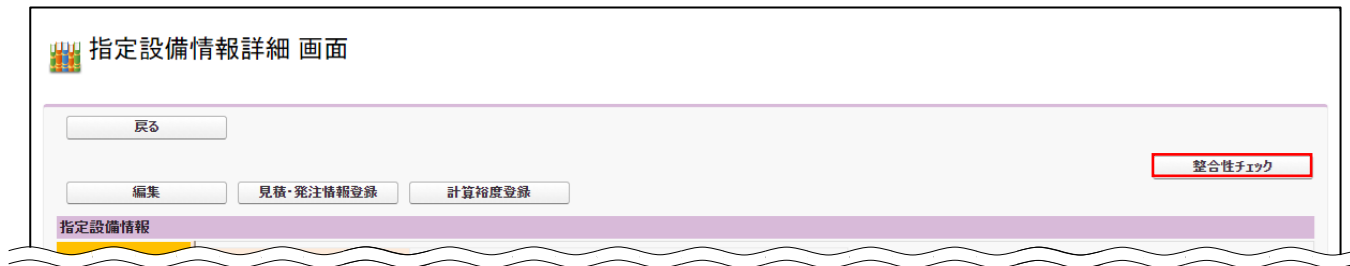 指定設備情報詳細 画面
戻る
整合性チェック
編集 見積・発注情報登録 計算裕度登録
指定設備情報